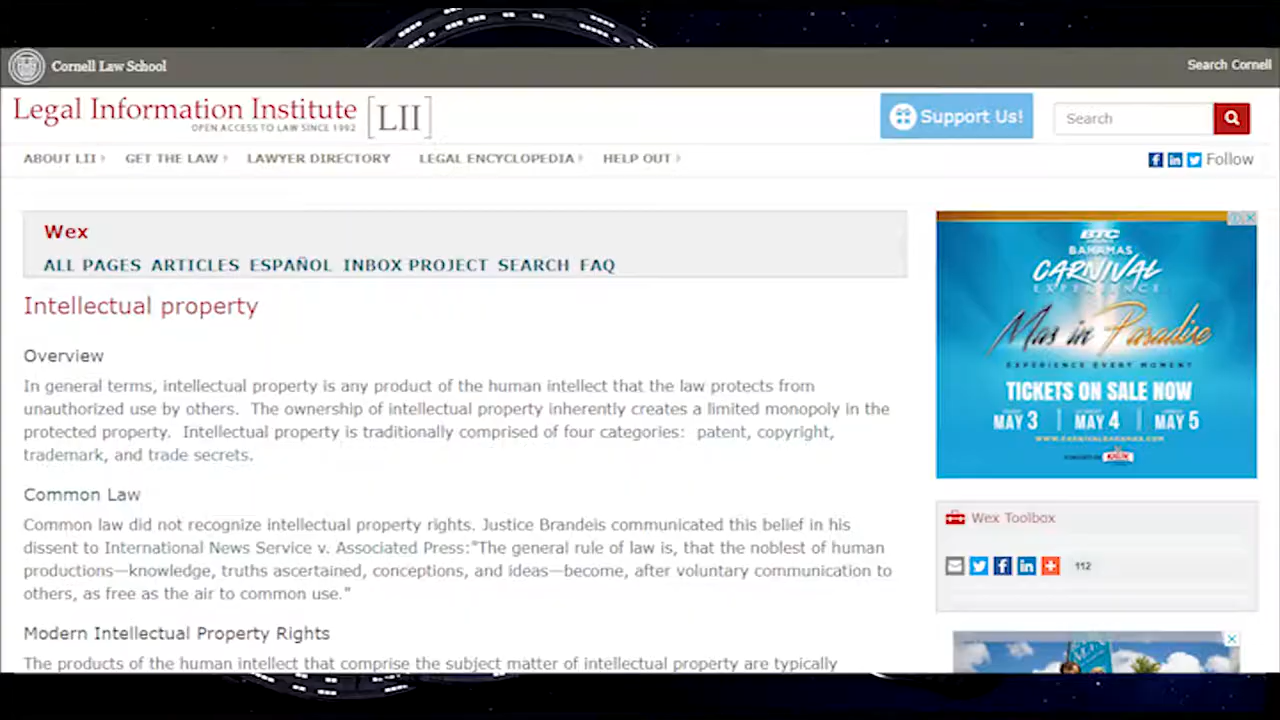 Cornell Law School
Search Cornell
Legal Information Institute [LII]
OPEN ACCESS TO LAW SINCE 1992
Support Us!
Search
ABOUT LII GET THE LAW LAWYER DIRECTORY LEGAL ENCYCLOPEDIA HELP OUT
Follow
Wex
ALL PAGES ARTICLES ESPAÑOL INBOX PROJECT SEARCH FAQ
Intellectual property
Overview
In general terms, intellectual property is any product of the human intellect that the law protects from
unauthorized use by others.  The ownership of intellectual property inherently creates a limited monopoly in the
protected property.  Intellectual property is traditionally comprised of four categories:  patent, copyright,
trademark, and trade secrets.
Common Law
Common law did not recognize intellectual property rights. Justice Brandeis communicated this belief in his
dissent to International News Service v. Associated Press:"The general rule of law is, that the noblest of human
productions—knowledge, truths ascertained, conceptions, and ideas—become, after voluntary communication to
others, as free as the air to common use."
Modern Intellectual Property Rights
The products of the human intellect that comprise the subject matter of intellectual property are typically
BTC
BAHAMAS
CARNIVAL
EXPERIENCE
Mas in Paradise
EXPERIENCE EVERY MOMENT
TICKETS ON SALE NOW
MAY 3 MAY 4 MAY 5
WWW.CARNIVALBAHAMAS.COM
Wex Toolbox
112